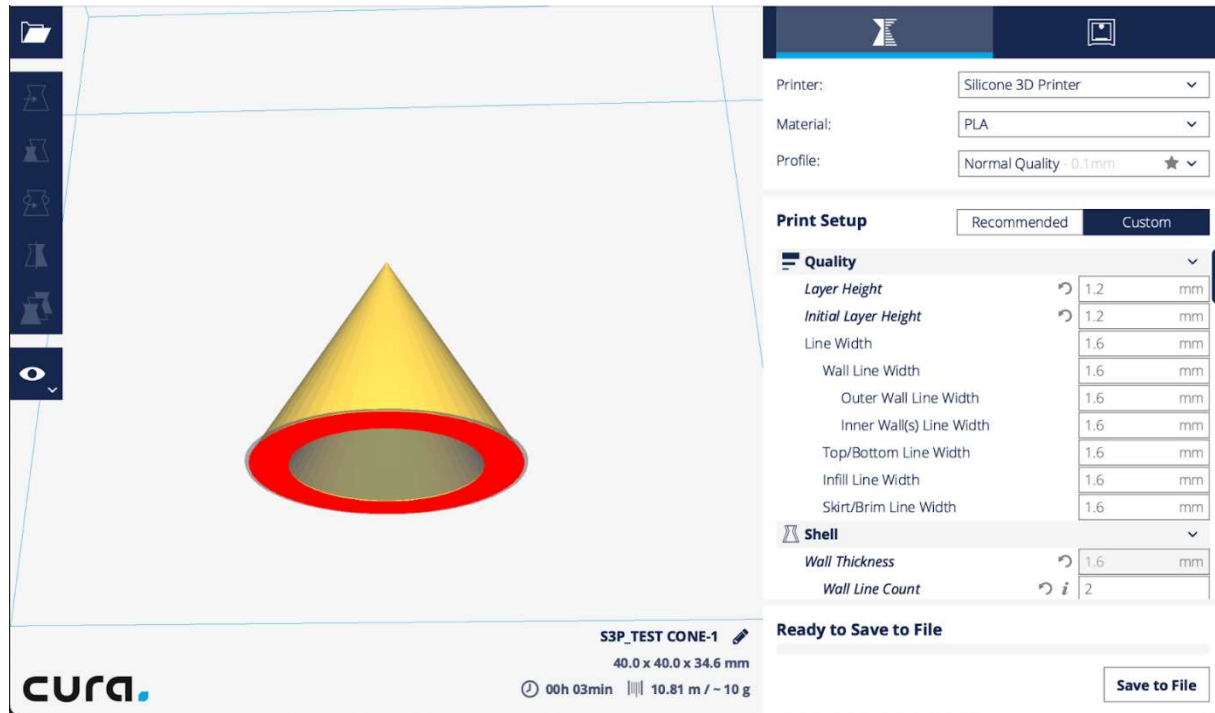 Printer: Silicone 3D Printer
Material: PLA
Profile: Normal Quality - 0.1mm
Print Setup Recommended Custom
Quality
Layer Height 1.2 mm
Initial Layer Height 1.2 mm
Line Width 1.6 mm
Wall Line Width 1.6 mm
Outer Wall Line Width 1.6 mm
Inner Wall(s) Line Width 1.6 mm
Top/Bottom Line Width 1.6 mm
Infill Line Width 1.6 mm
Skirt/Brim Line Width 1.6 mm
Shell
Wall Thickness 1.6 mm
Wall Line Count i 2
S3P_TEST CONE-1
40.0 x 40.0 x 34.6 mm
00h 03min 10.81 m / ~ 10 g
Ready to Save to File
Save to File
cura.